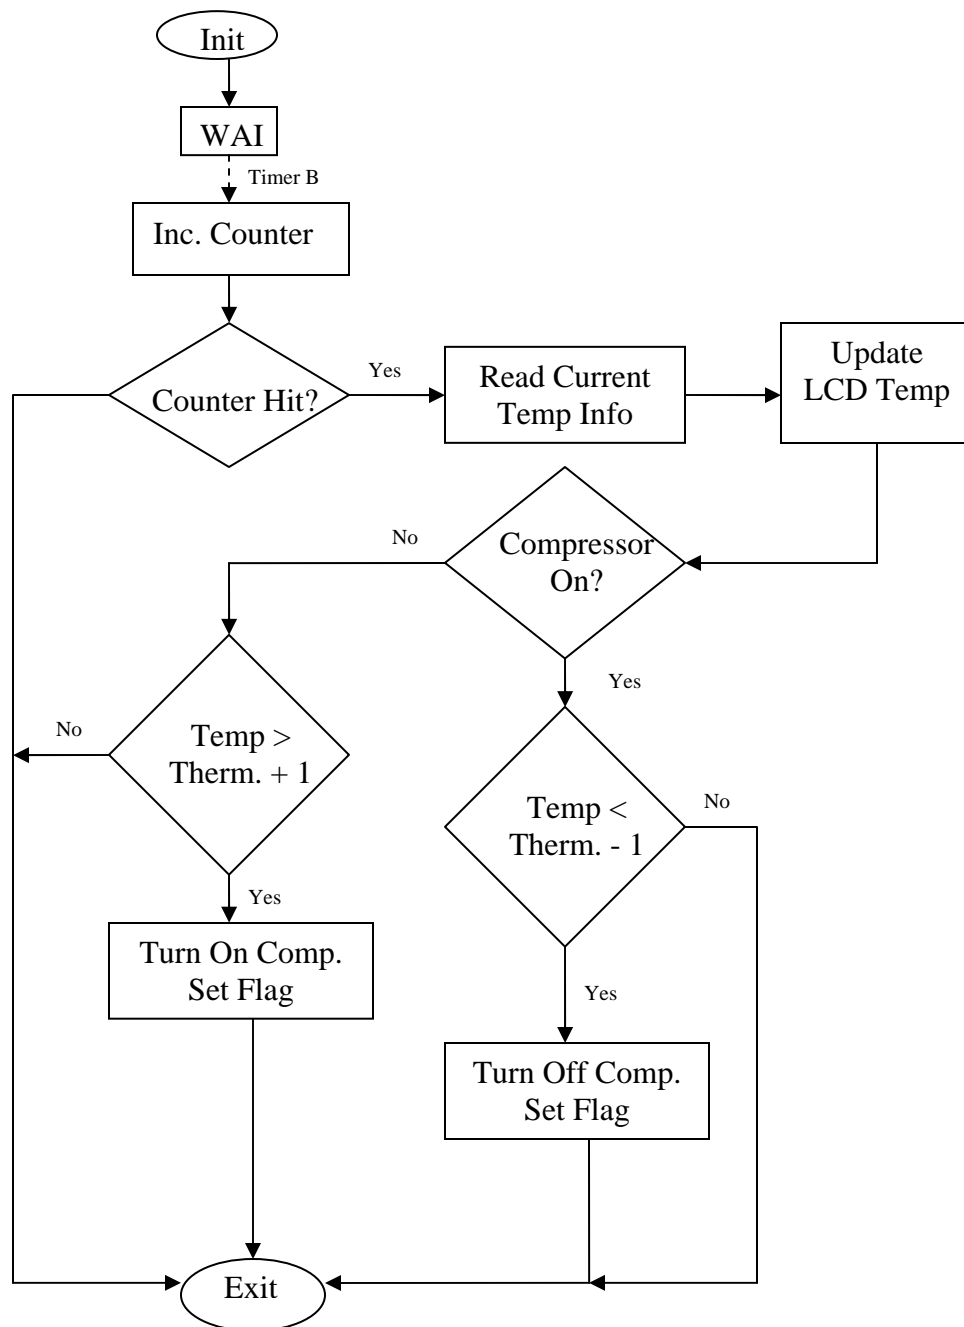 Init
WAI
Timer B
Inc. Counter
Counter Hit?
Yes
Read Current
Temp Info
Update
LCD Temp
Compressor
On?
No
Yes
Temp >
Therm. + 1
No
Yes
Temp <
Therm. - 1
No
Yes
Turn On Comp.
Set Flag
Turn Off Comp.
Set Flag
Exit